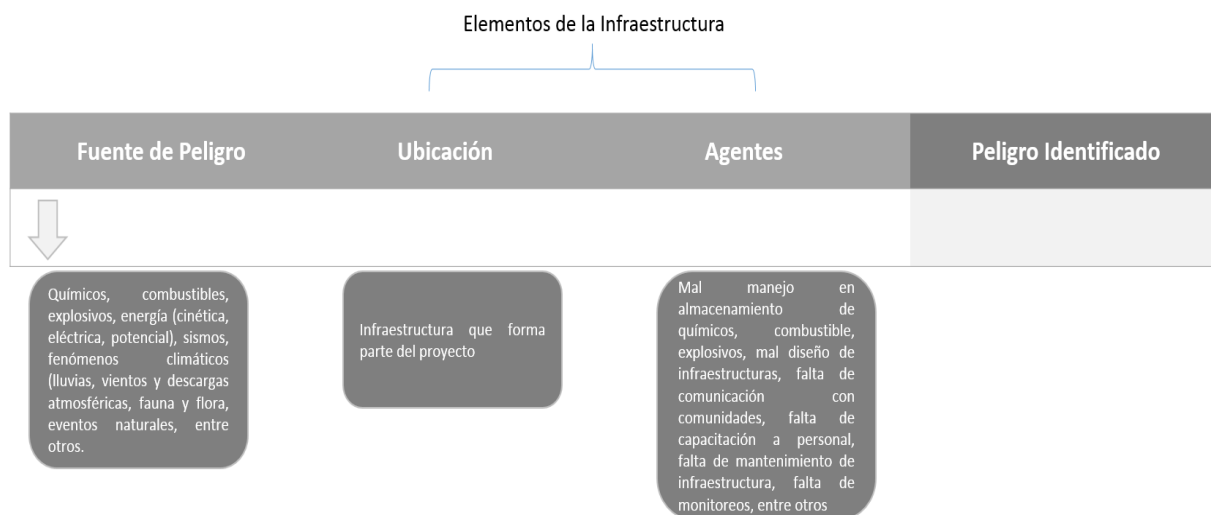 Elementos de la Infraestructura
Fuente de Peligro
Ubicación
Agentes
Peligro Identificado
Químicos, combustibles,
explosivos, energía (cinética,
eléctrica, potencial), sismos,
fenómenos climáticos
(lluvias, vientos y descargas
atmosféricas, fauna y flora,
eventos naturales, entre
otros.
Infraestructura que forma
parte del proyecto
Mal manejo en
almacenamiento de
químicos, combustible,
explosivos, mal diseño de
infraestructuras, falta de
comunicación con
comunidades, falta de
capacitación a personal,
falta de mantenimiento de
infraestructura, falta de
monitoreos, entre otros